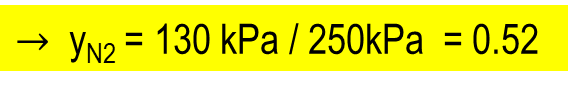 → yN2 = 130 kPa / 250kPa = 0.52